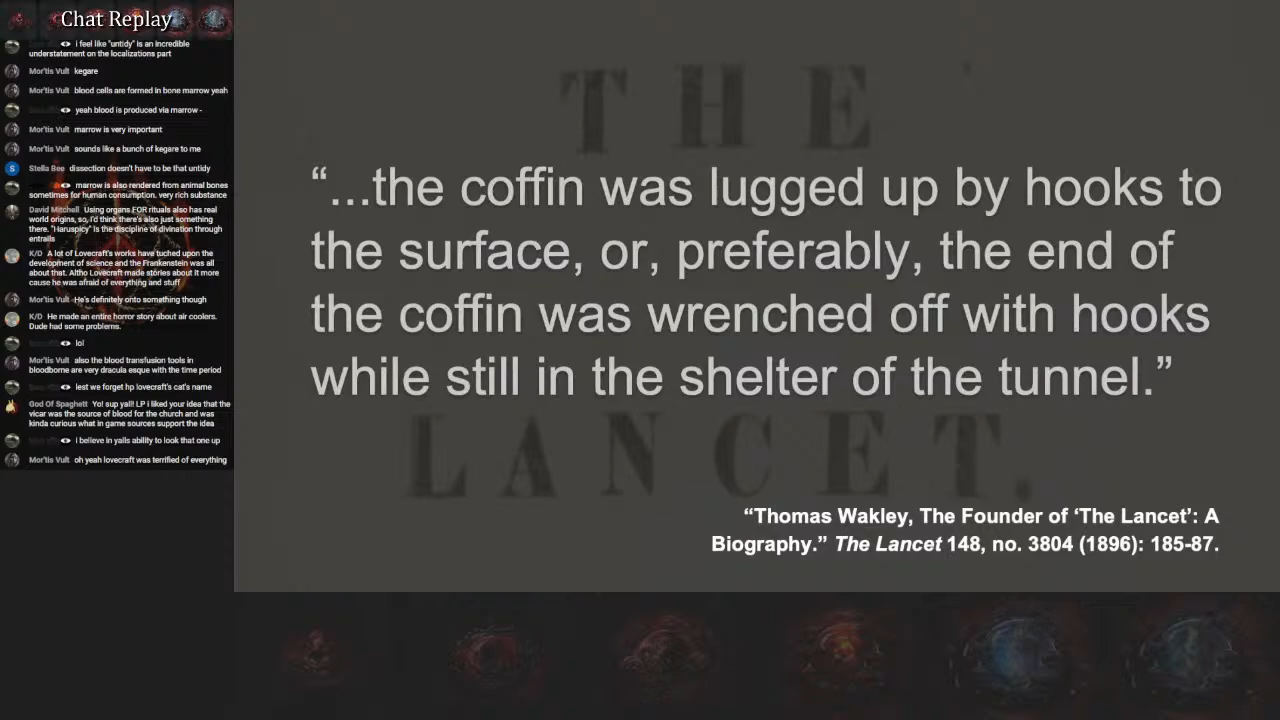 Chat Replay
i feel like "untidy" is an incredible
understatement on the localizations part
Mor'tis Vult kegare
Mor'tis Vult blood cells are formed in bone marrow yeah
yeah blood is produced via marrow -
Mor'tis Vult marrow is very important
Mor'tis Vult sounds like a bunch of kegare to me
S Stella Bee dissection doesn't have to be that untidy
marrow is also rendered from animal bones
sometimes for human consumption, very rich substance
David Mitchell Using organs FOR rituals also has real
world origins, so, I'd think there's also just something
there. "Haruspicy" is the discipline of divination through
entrails
K/D A lot of Lovecraft's works have tuched upon the
development of science and the Frankenstein was all
about that. Altho Lovecraft made stories about it more
cause he was afraid of everything and stuff
Mor'tis Vult He's definitely onto something though
K/D He made an entire horror story about air coolers.
Dude had some problems.
lol
Mor'tis Vult also the blood transfusion tools in
bloodborne are very dracula esque with the time period
lest we forget hp lovecraft's cat's name
God Of Spaghett Yo! sup yall! LP i liked your idea that the
vicar was the source of blood for the church and was
kinda curious what in game sources support the idea
i believe in yalls ability to look that one up
Mor'tis Vult oh yeah lovecraft was terrified of everything
THE
“...the coffin was lugged up by hooks to
the surface, or, preferably, the end of
the coffin was wrenched off with hooks
while still in the shelter of the tunnel.”
LANCET.
“Thomas Wakley, The Founder of ‘The Lancet’: A
Biography.” The Lancet 148, no. 3804 (1896): 185-87.